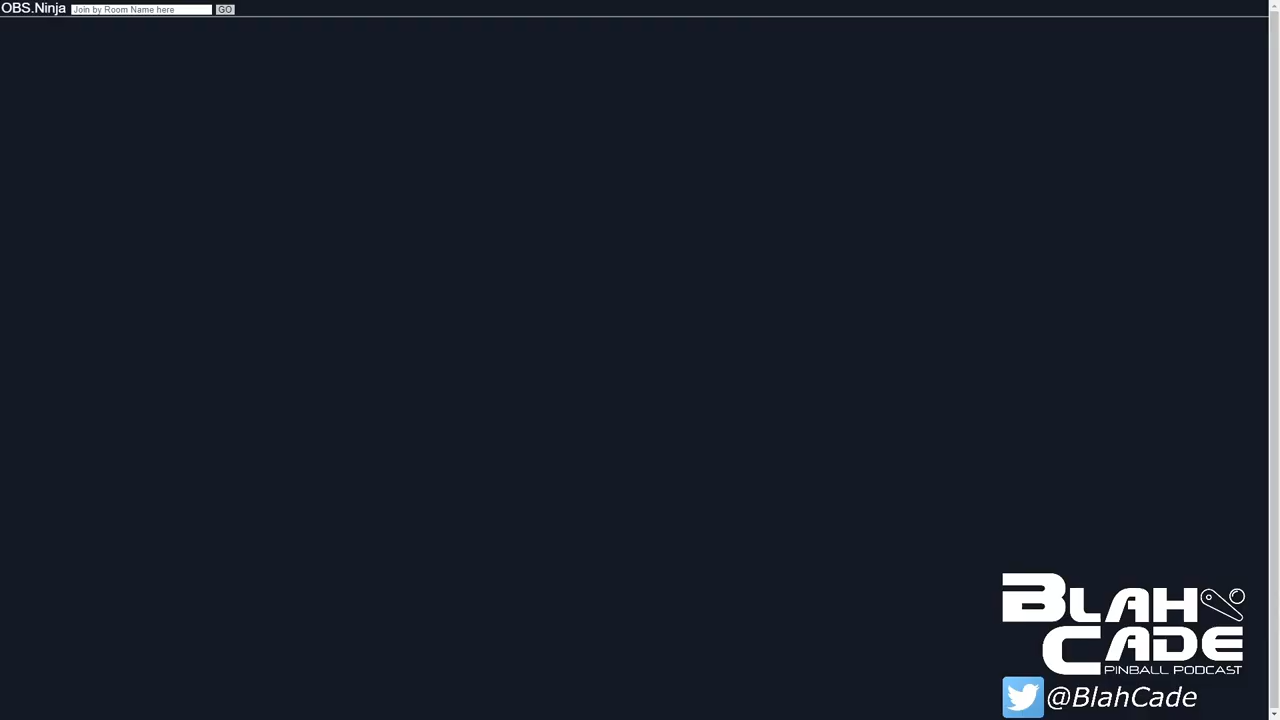 OBS.Ninja Join by Room Name here GO
BLAH
CADE
PINBALL PODCAST
@BlahCade